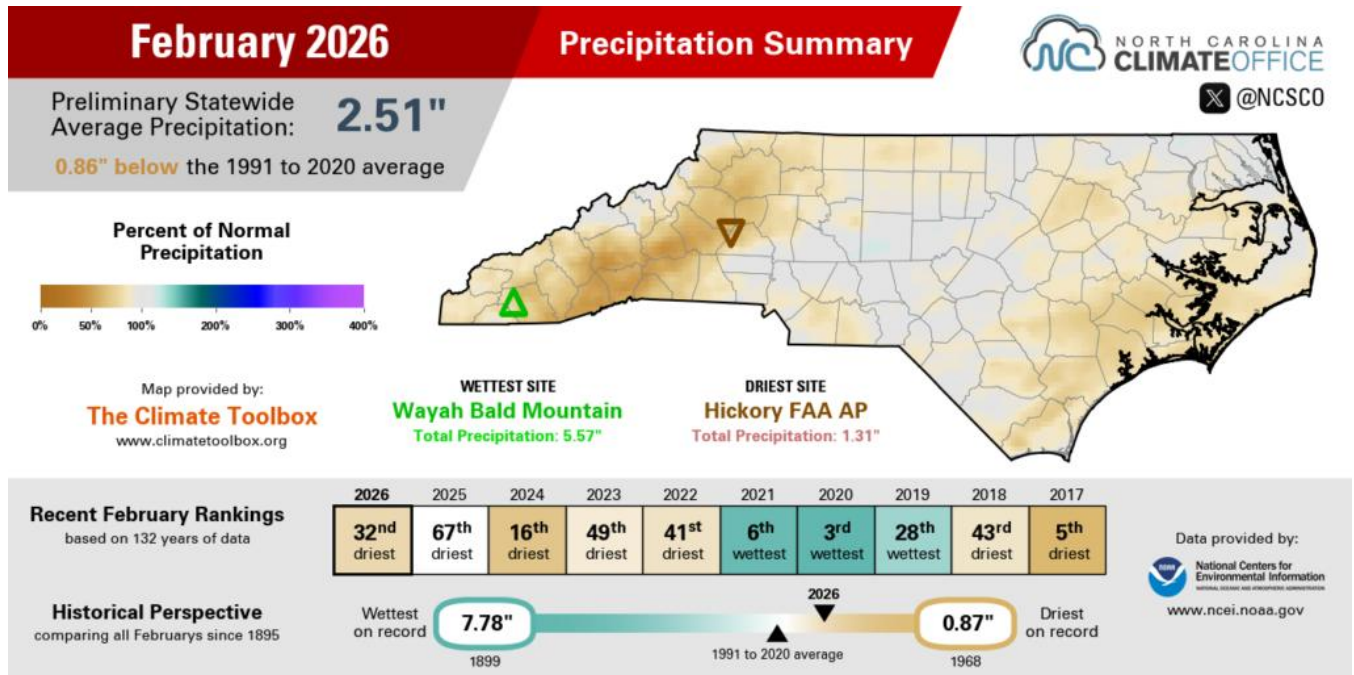 February 2026
Precipitation Summary
NORTH CAROLINA
CLIMATEOFFICE
NC
@NCSCO
Preliminary Statewide
Average Precipitation:
2.51"
0.86" below the 1991 to 2020 average
Percent of Normal
Precipitation
0% 50% 100% 200% 300% 400%
Map provided by:
The Climate Toolbox
www.climatetoolbox.org
WETTEST SITE
Wayah Bald Mountain
Total Precipitation: 5.57"
DRIEST SITE
Hickory FAA AP
Total Precipitation: 1.31"
Recent February Rankings
based on 132 years of data
2026 2025 2024 2023 2022 2021 2020 2019 2018 2017
32nd 67th 16th 49th 41st 6th 3rd 28th 43rd 5th
driest driest driest driest driest wettest wettest wettest driest driest
Historical Perspective
comparing all Februarys since 1895
Wettest
on record
7.78"
1899
2026
1991 to 2020 average
0.87"
1968
Driest
on record
Data provided by:
NOAA
National Centers for
Environmental Information
NATIONAL OCEANIC AND ATMOSPHERIC ADMINISTRATION
www.ncei.noaa.gov